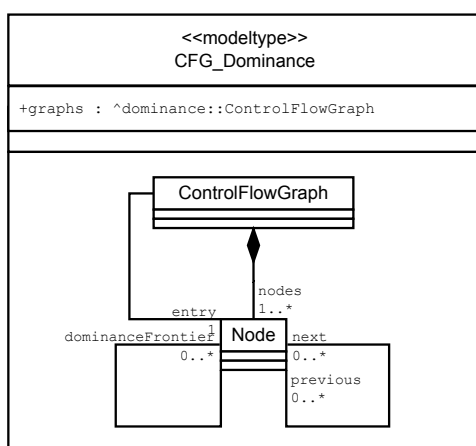 <<modeltype>>
CFG_Dominance
+graphs : ^dominance::ControlFlowGraph
ControlFlowGraph
nodes
1..*
entry
1
dominanceFrontier
0..*
Node
next
0..*
previous
0..*